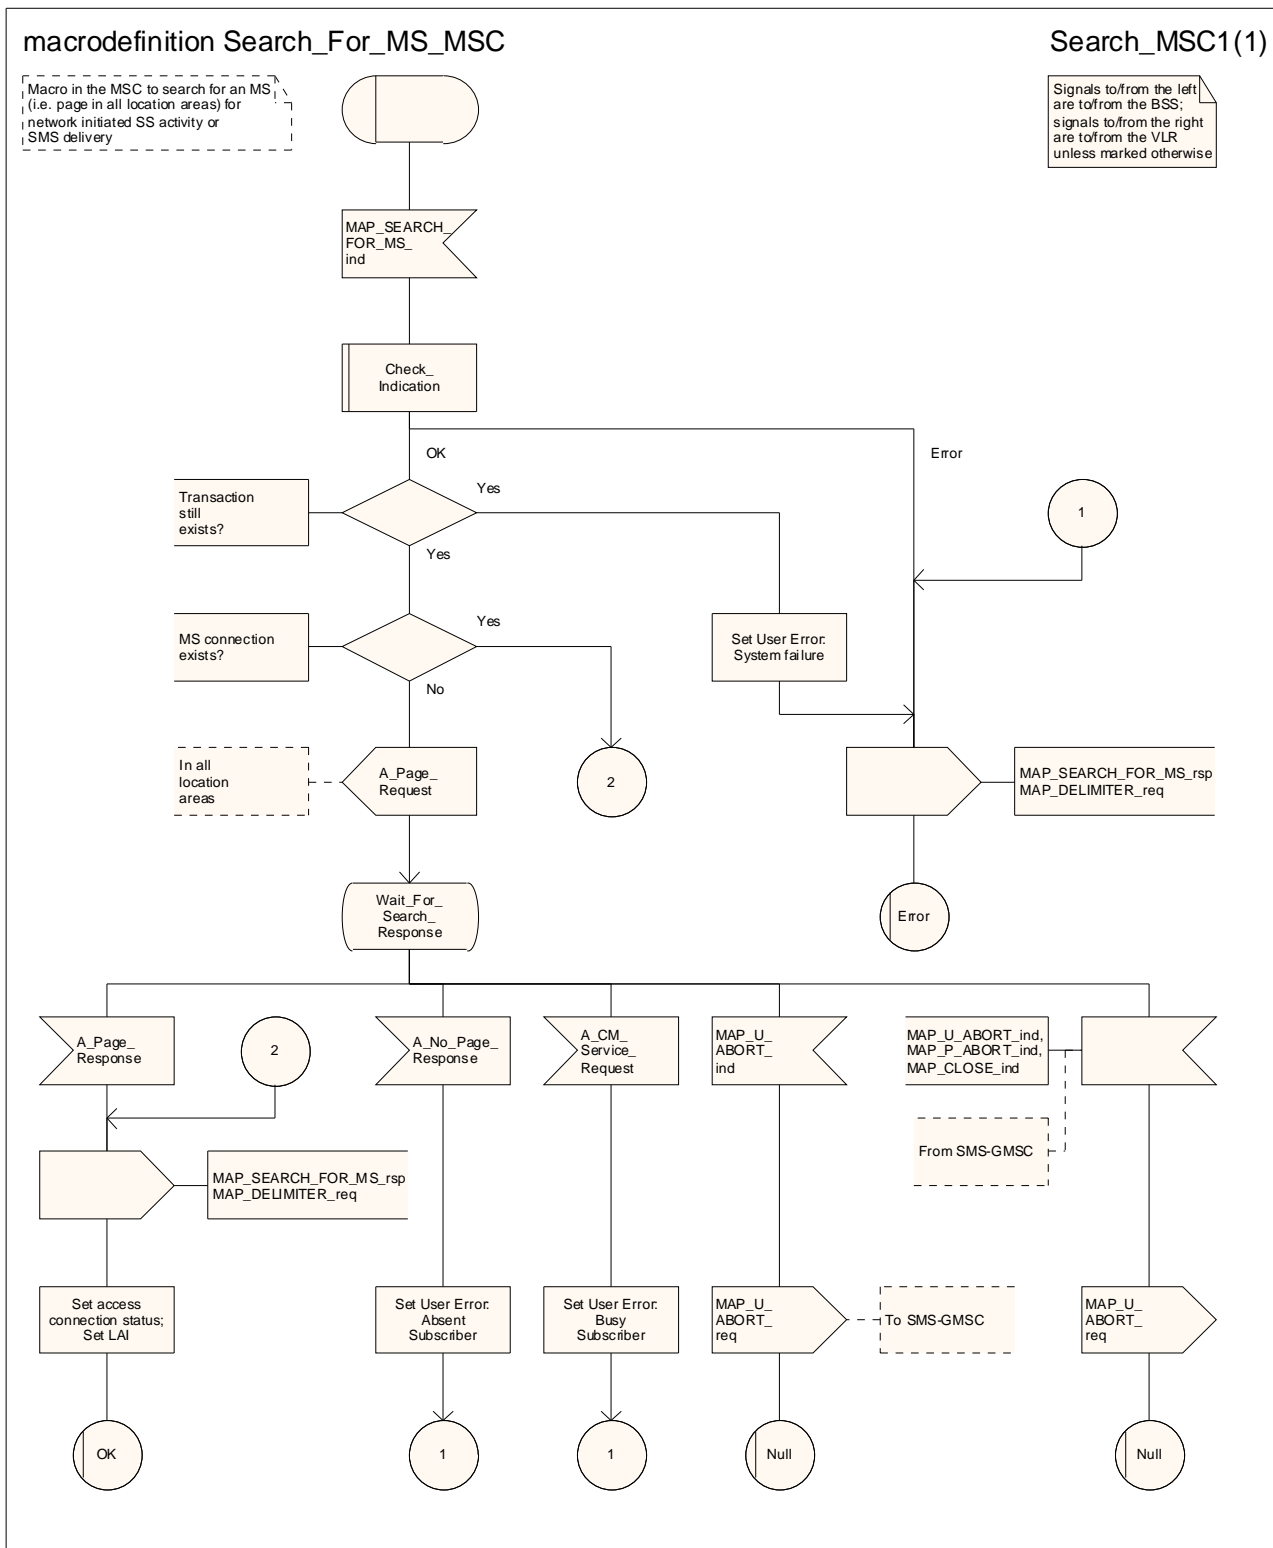 macrodefinition Search_For_MS_MSC
Search_MSC1(1)
Macro in the MSC to search for an MS
(i.e. page in all location areas) for
network initiated SS activity or
SMS delivery
Signals to/from the left
are to/from the BSS;
signals to/from the right
are to/from the VLR
unless marked otherwise
MAP_SEARCH_
FOR_MS_
ind
Check_
Indication
OK
Error
Transaction
still
exists?
Yes
1
Yes
MS connection
exists?
Yes
Set User Error:
System failure
No
In all
location
areas
A_Page_
Request
2
MAP_SEARCH_FOR_MS_rsp
MAP_DELIMITER_req
Wait_For_
Search_
Response
Error
A_Page_
Response
2
A_No_Page_
Response
A_CM_
Service_
Request
MAP_U_
ABORT_
ind
MAP_U_ABORT_ind,
MAP_P_ABORT_ind,
MAP_CLOSE_ind
From SMS-GMSC
MAP_SEARCH_FOR_MS_rsp
MAP_DELIMITER_req
Set access
connection status;
Set LAI
Set User Error:
Absent
Subscriber
Set User Error:
Busy
Subscriber
MAP_U_
ABORT_
req
To SMS-GMSC
MAP_U_
ABORT_
req
OK
1
1
Null
Null